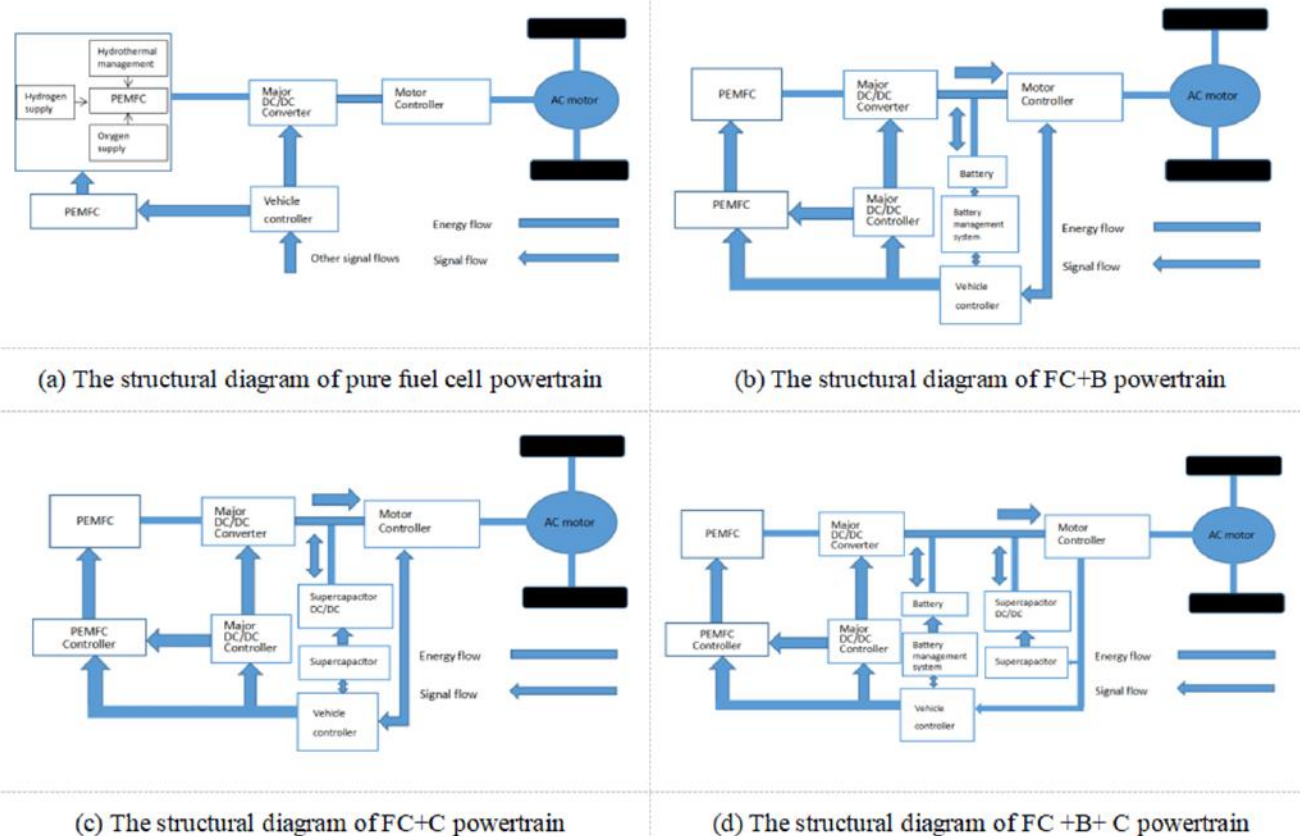 Hydrothermal
management
Hydrogen
supply
PEMFC
Oxygen
supply
Major
DC/DC
Converter
Motor
Controller
AC motor
PEMFC
Vehicle
controller
Energy flow
Other signal flows
Signal flow
(a) The structural diagram of pure fuel cell powertrain
PEMFC
Major
DC/DC
Converter
Motor
Controller
AC motor
Battery
PEMFC
Major
DC/DC
Controller
Battery
management
system
Energy flow
Signal flow
Vehicle
controller
(b) The structural diagram of FC+B powertrain
PEMFC
Major
DC/DC
Converter
Motor
Controller
AC motor
Supercapacitor
DC/DC
PEMFC
Controller
Major
DC/DC
Controller
Supercapacitor
Energy flow
Signal flow
Vehicle
controller
(c) The structural diagram of FC+C powertrain
PEMFC
Major
DC/DC
Converter
Motor
Controller
AC motor
Battery
Supercapacitor
DC/DC
PEMFC
Controller
Major
DC/DC
Controller
Battery
management
system
Supercapacitor
Energy flow
Signal flow
Vehicle
controller
(d) The structural diagram of FC +B+ C powertrain